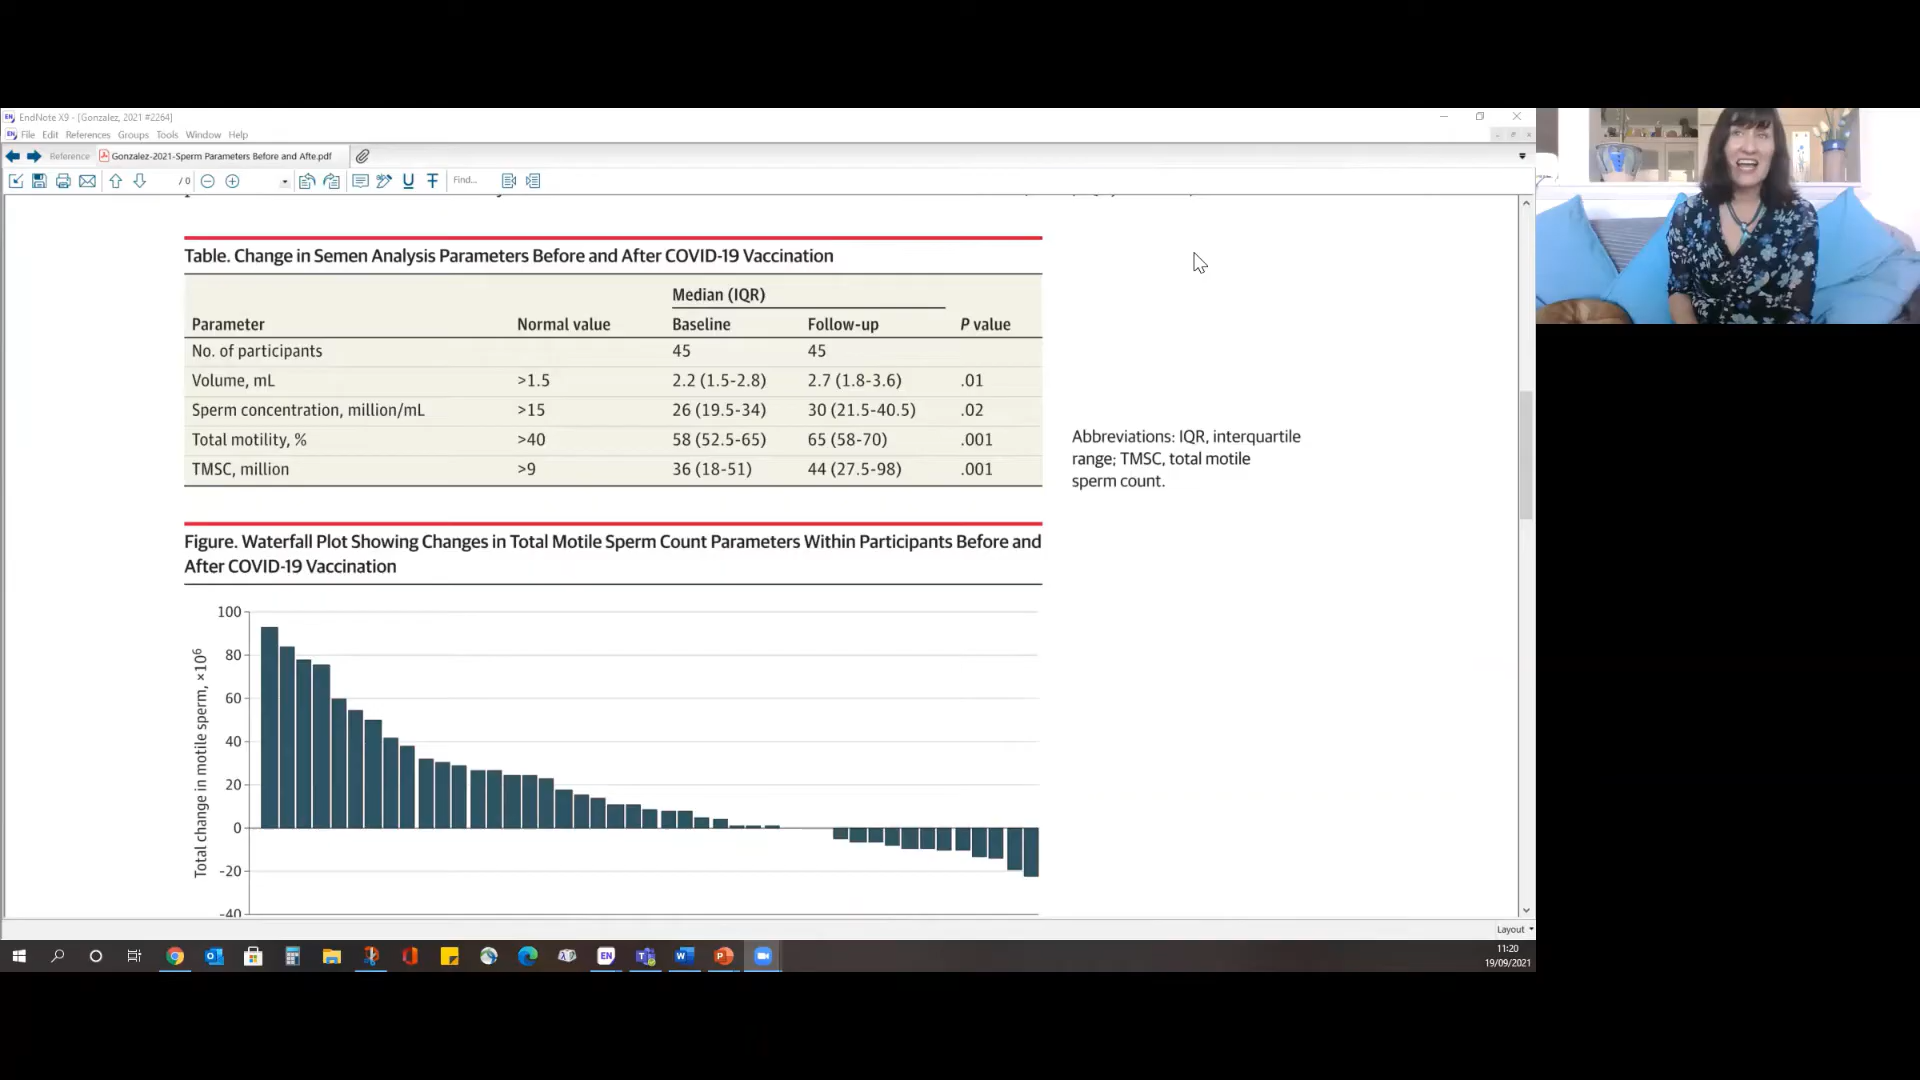 EndNote X9 - [Gonzalez, 2021 #2264]
File Edit References Groups Tools Window Help
Reference Gonzalez-2021-Sperm Parameters Before and Afte.pdf
/0 Find...
Table. Change in Semen Analysis Parameters Before and After COVID-19 Vaccination
Median (IQR)
Parameter Normal value Baseline Follow-up P value
No. of participants 45 45
Volume, mL >1.5 2.2 (1.5-2.8) 2.7 (1.8-3.6) .01
Sperm concentration, million/mL >15 26 (19.5-34) 30 (21.5-40.5) .02
Total motility, % >40 58 (52.5-65) 65 (58-70) .001
TMSC, million >9 36 (18-51) 44 (27.5-98) .001
Abbreviations: IQR, interquartile
range; TMSC, total motile
sperm count.
Figure. Waterfall Plot Showing Changes in Total Motile Sperm Count Parameters Within Participants Before and
After COVID-19 Vaccination
Total change in motile sperm, ×10⁶
100
80
60
40
20
0
-20
-40
Layout
11:20
19/09/2021